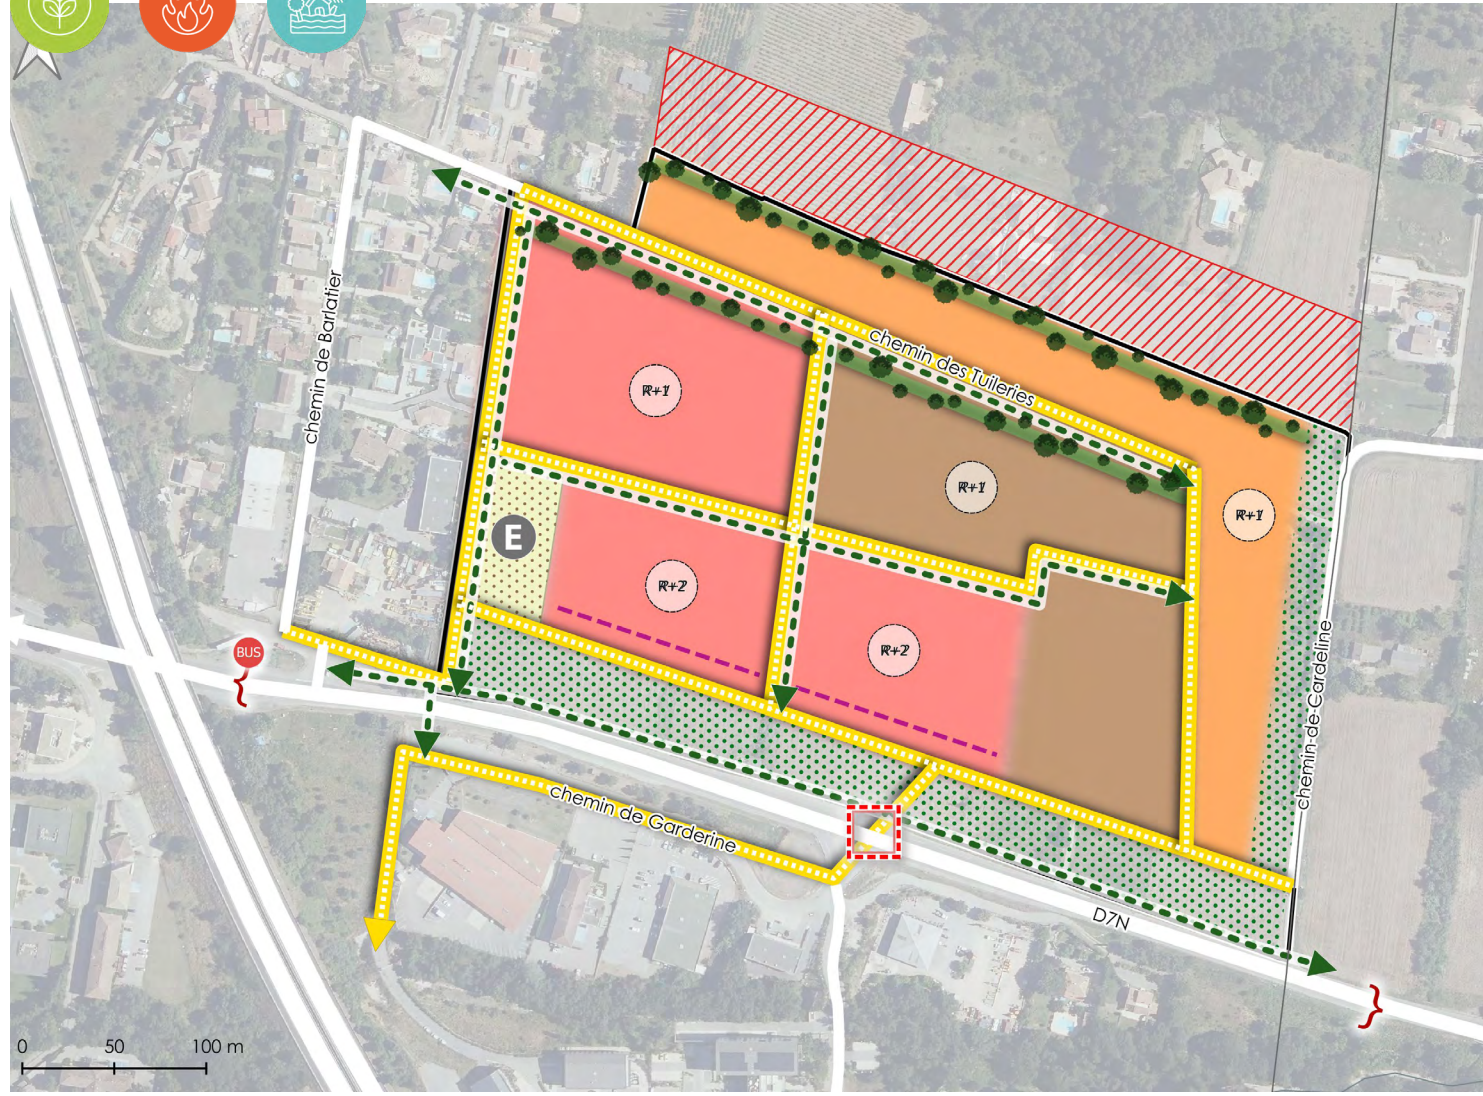 chemin de Barlatier
chemin des Tuileries
R+1
R+1
R+1
E
R+2
R+2
BUS
chemin-de-Cardeline
chemin de Garderine
D7N
0 50 100 m